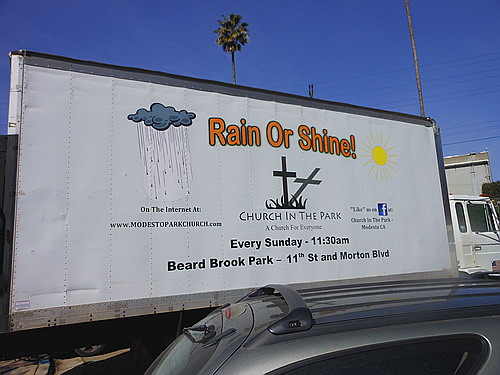 Rain Or Shine!
On The Internet At:
www.MODESTOPARKCHURCH.com
CHURCH IN THE PARK
A Church For Everyone
"Like" us on f at:
Church In The Park –
Modesto CA
Every Sunday - 11:30am
Beard Brook Park – 11th St and Morton Blvd